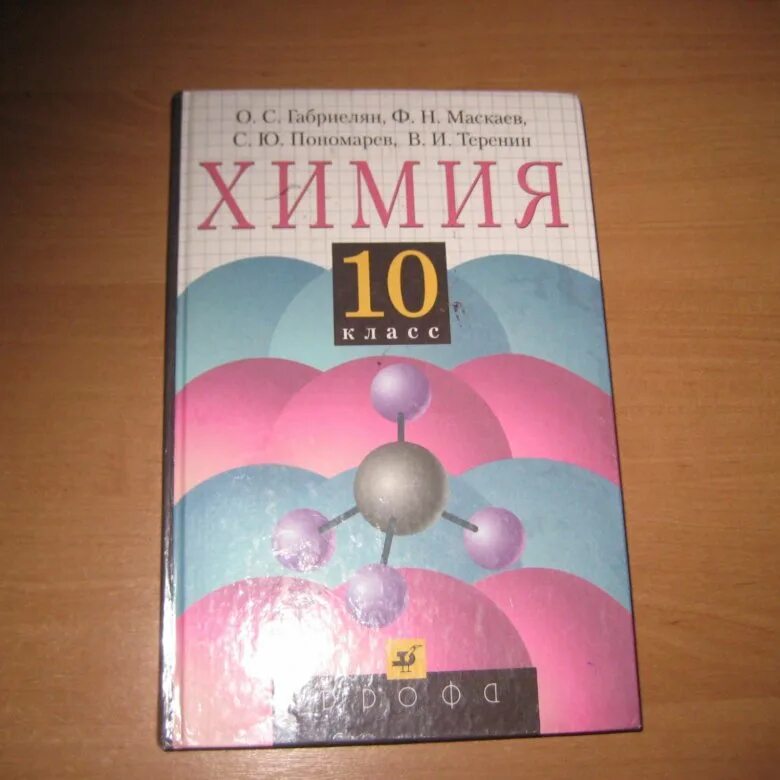 О. С. Габриелян, Ф. Н. Маскаев,
С. Ю. Пономарев, В. И. Теренин
ХИМИЯ
10
класс
ДРОФА